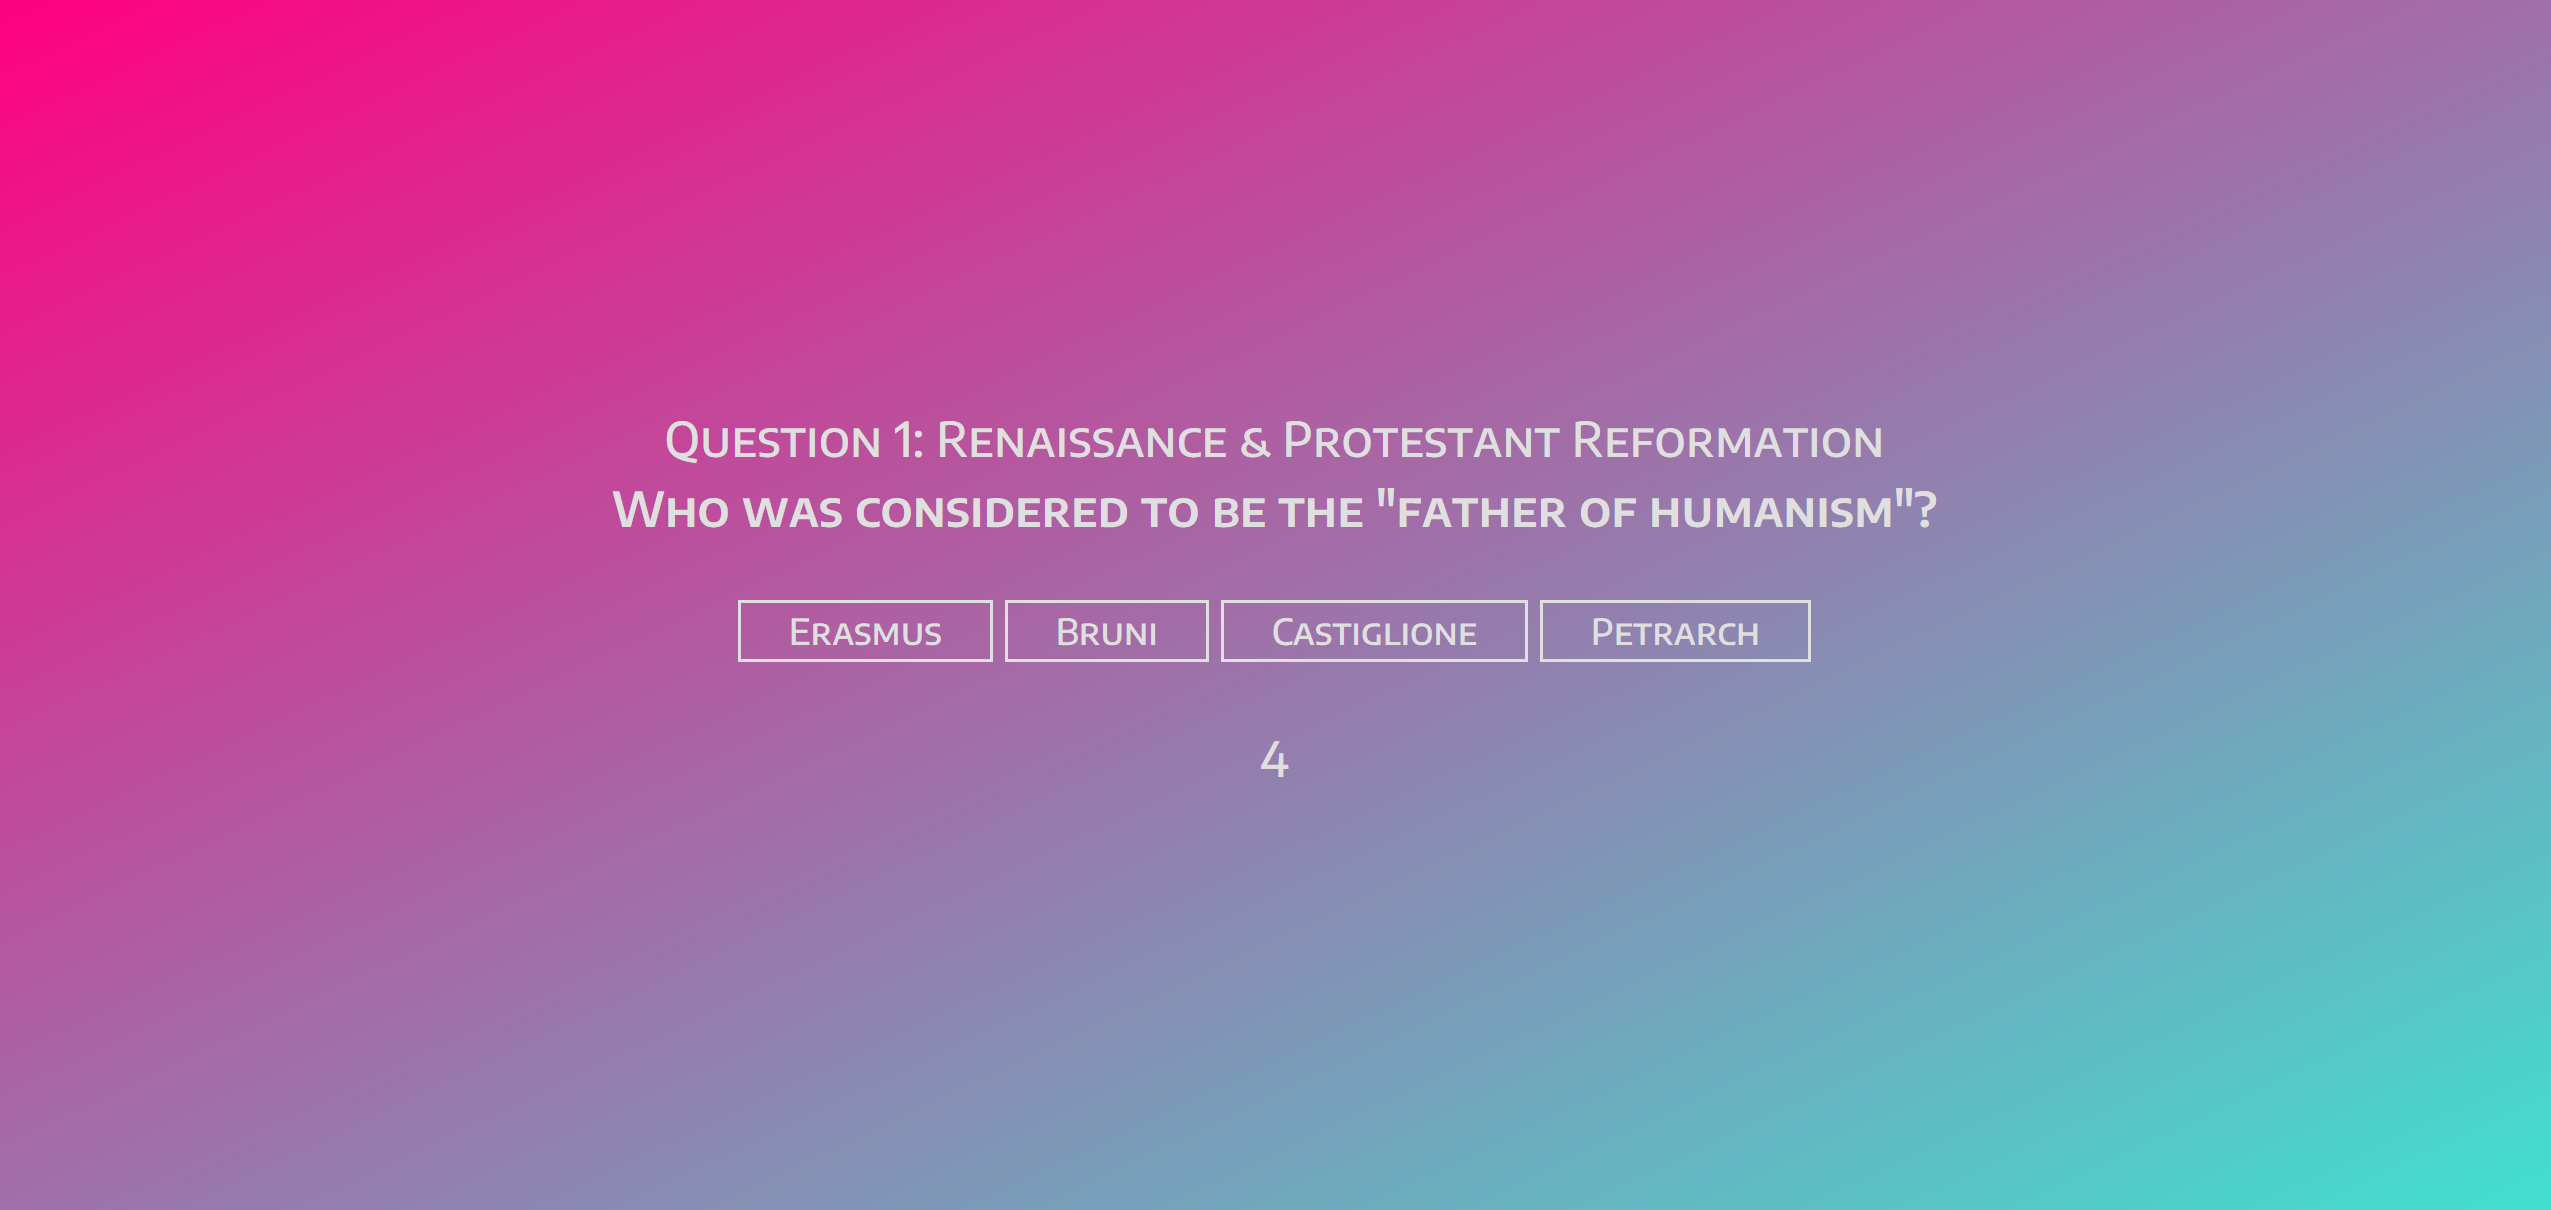 Question 1: Renaissance & Protestant Reformation
Who was considered to be the "father of humanism"?
Erasmus Bruni Castiglione Petrarch
4